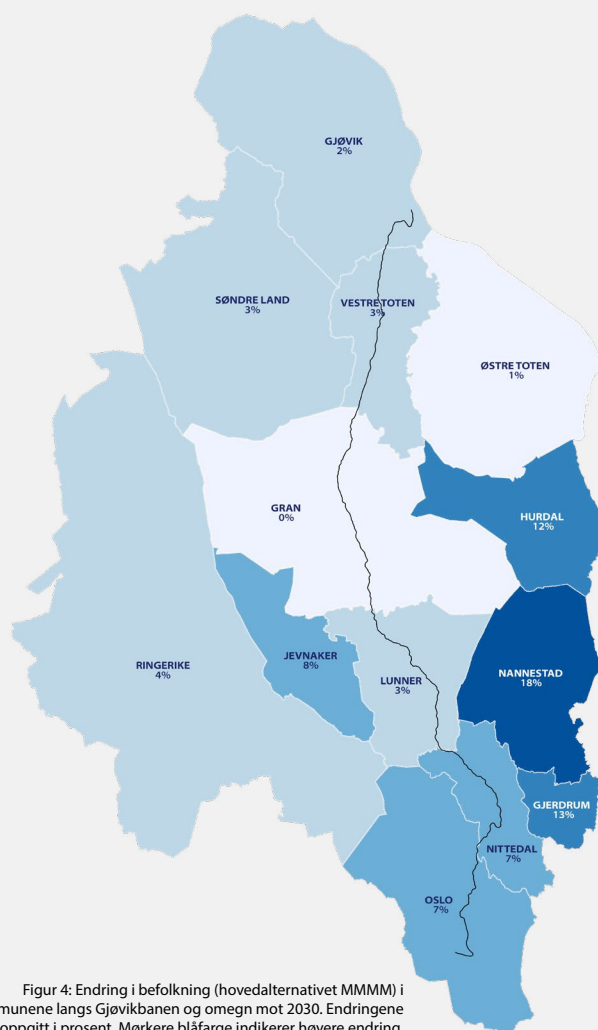 GJØVIK
2%
SØNDRE LAND
3%
VESTRE TOTEN
3%
ØSTRE TOTEN
1%
GRAN
0%
HURDAL
12%
RINGERIKE
4%
JEVNAKER
8%
LUNNER
3%
NANNESTAD
18%
GJERDRUM
13%
NITTEDAL
7%
OSLO
7%
Figur 4: Endring i befolkning (hovedalternativet MMMM) i
munene langs Gjøvikbanen og omegn mot 2030. Endringene
oppgitt i prosent. Mørkere blåfarge indikerer høyere endring.